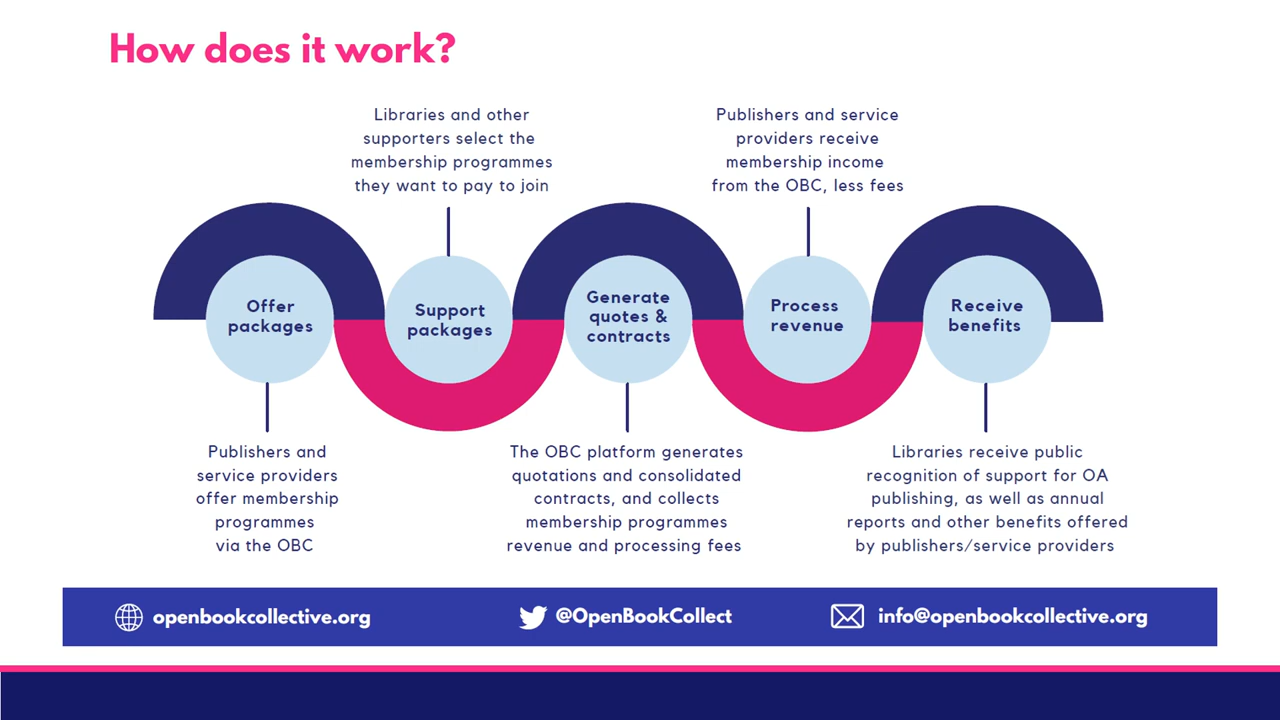 How does it work?
Libraries and other
supporters select the
membership programmes
they want to pay to join
Publishers and service
providers receive
membership income
from the OBC, less fees
Offer
packages
Support
packages
Generate
quotes &
contracts
Process
revenue
Receive
benefits
Publishers and
service providers
offer membership
programmes
via the OBC
The OBC platform generates
quotations and consolidated
contracts, and collects
membership programmes
revenue and processing fees
Libraries receive public
recognition of support for OA
publishing, as well as annual
reports and other benefits offered
by publishers/service providers
openbookcollective.org
@OpenBookCollect
info@openbookcollective.org